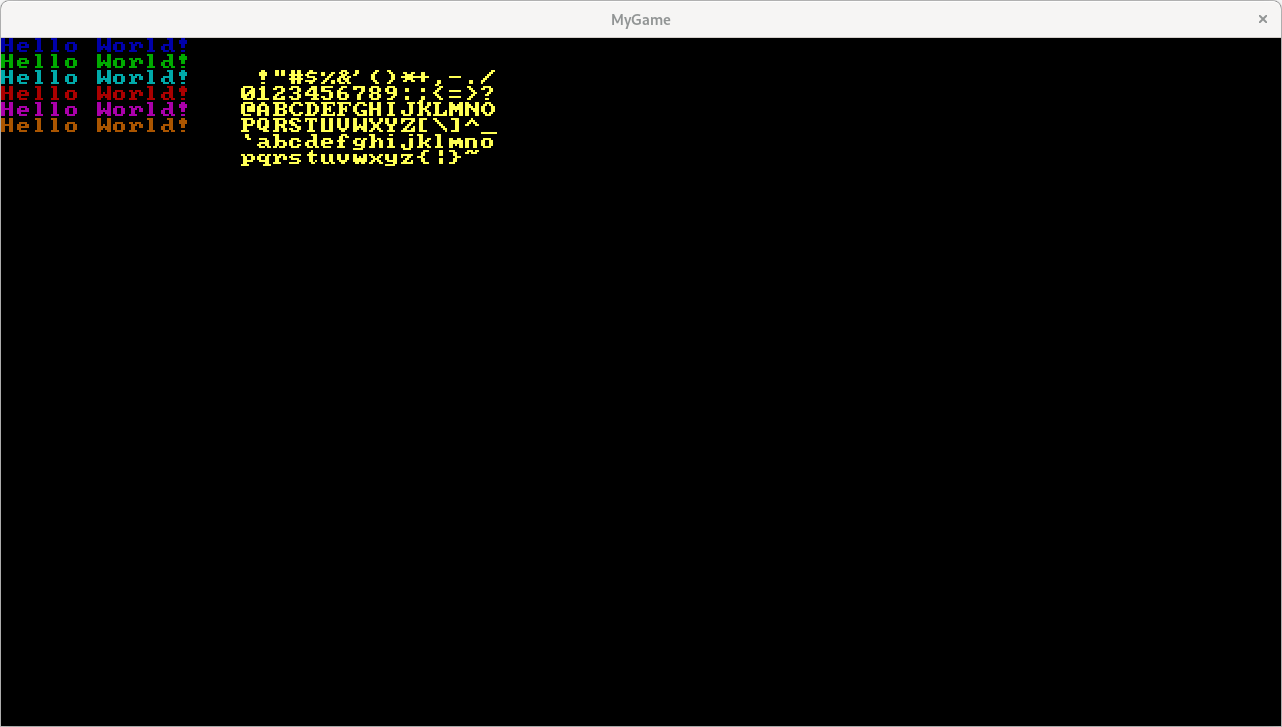 MyGame
Hello World!
Hello World!
Hello World!
Hello World!
Hello World!
Hello World!
!"#$%&'()*+,-./
0123456789:;<=>?
@ABCDEFGHIJKLMNO
PQRSTUVWXYZ[\]^_
`abcdefghijklmno
pqrstuvwxyz{¦}~